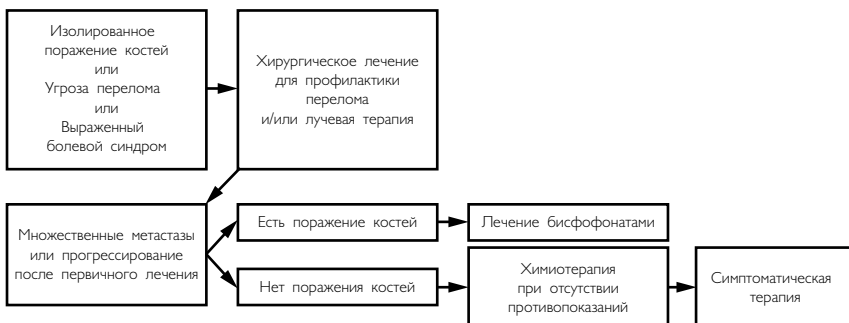 Изолированное
поражение костей
или
Угроза перелома
или
Выраженный
болевой синдром
Хирургическое лечение
для профилактики
перелома
и/или лучевая терапия
Множественные метастазы
или прогрессирование
после первичного лечения
Есть поражение костей
Лечение бисфофонатами
Нет поражения костей
Химиотерапия
при отсутствии
противопоказаний
Симптоматическая
терапия